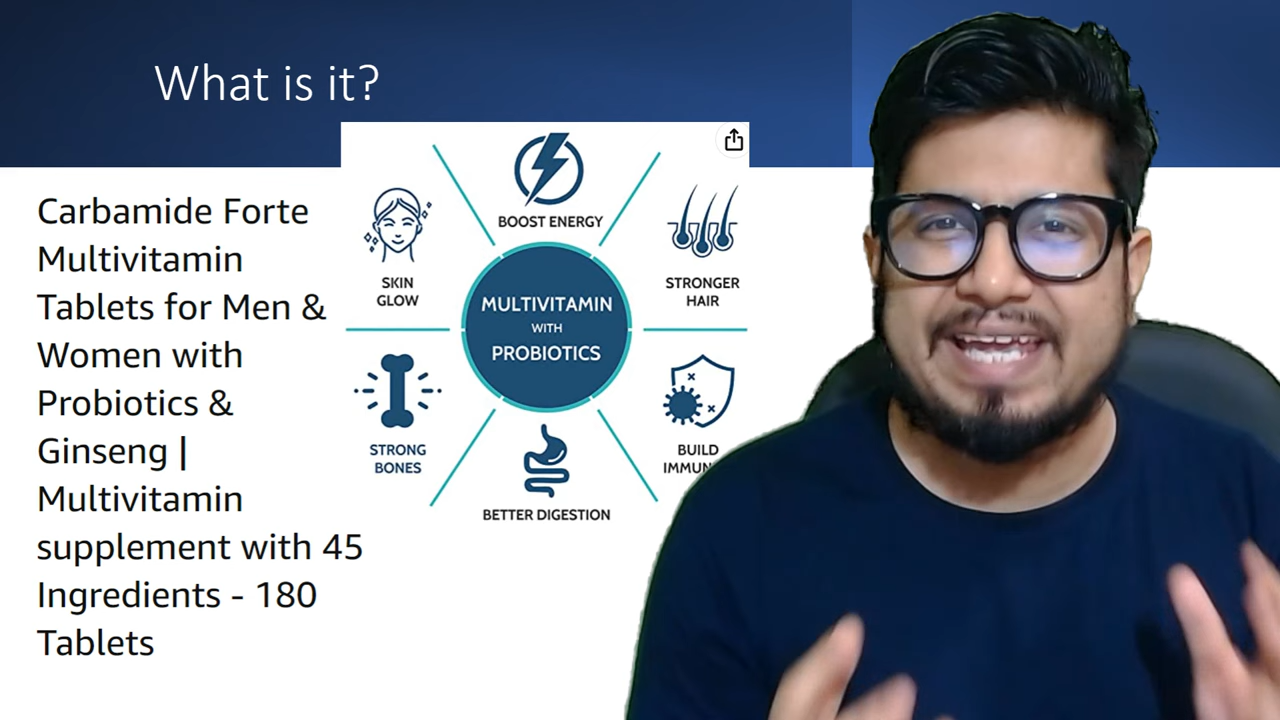 What is it?
Carbamide Forte
Multivitamin
Tablets for Men &
Women with
Probiotics &
Ginseng |
Multivitamin
supplement with 45
Ingredients - 180
Tablets
BOOST ENERGY
SKIN
GLOW
STRONGER
HAIR
MULTIVITAMIN
WITH
PROBIOTICS
STRONG
BONES
BUILD
BETTER DIGESTION